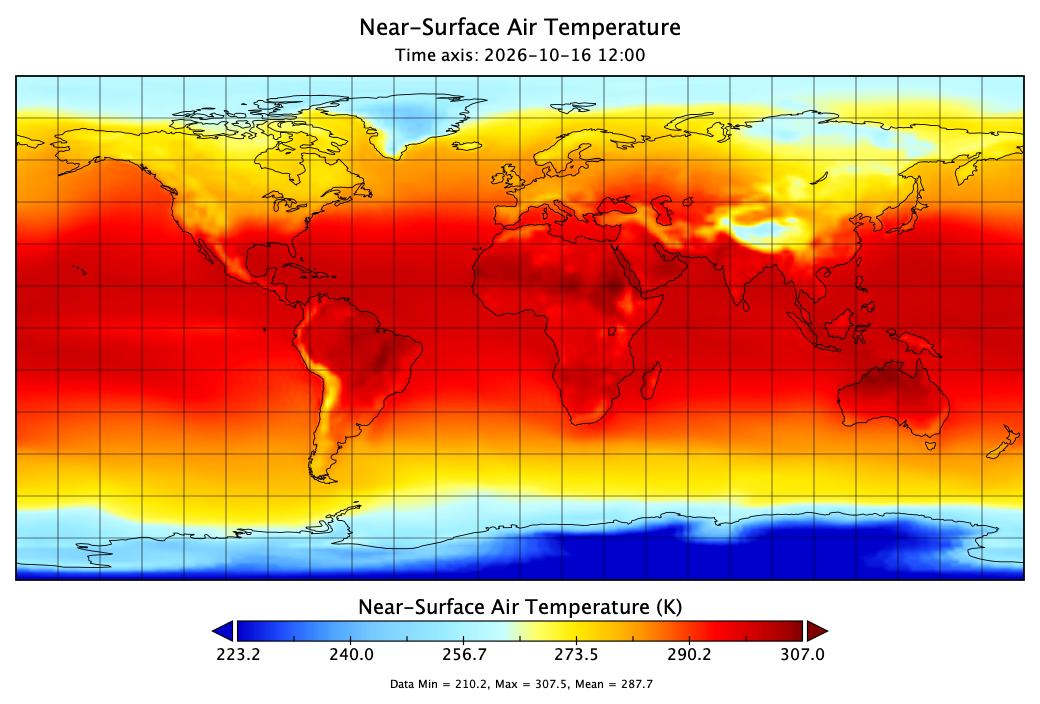 Near-Surface Air Temperature
Time axis: 2026-10-16 12:00
Near-Surface Air Temperature (K)
223.2 240.0 256.7 273.5 290.2 307.0
Data Min = 210.2, Max = 307.5, Mean = 287.7